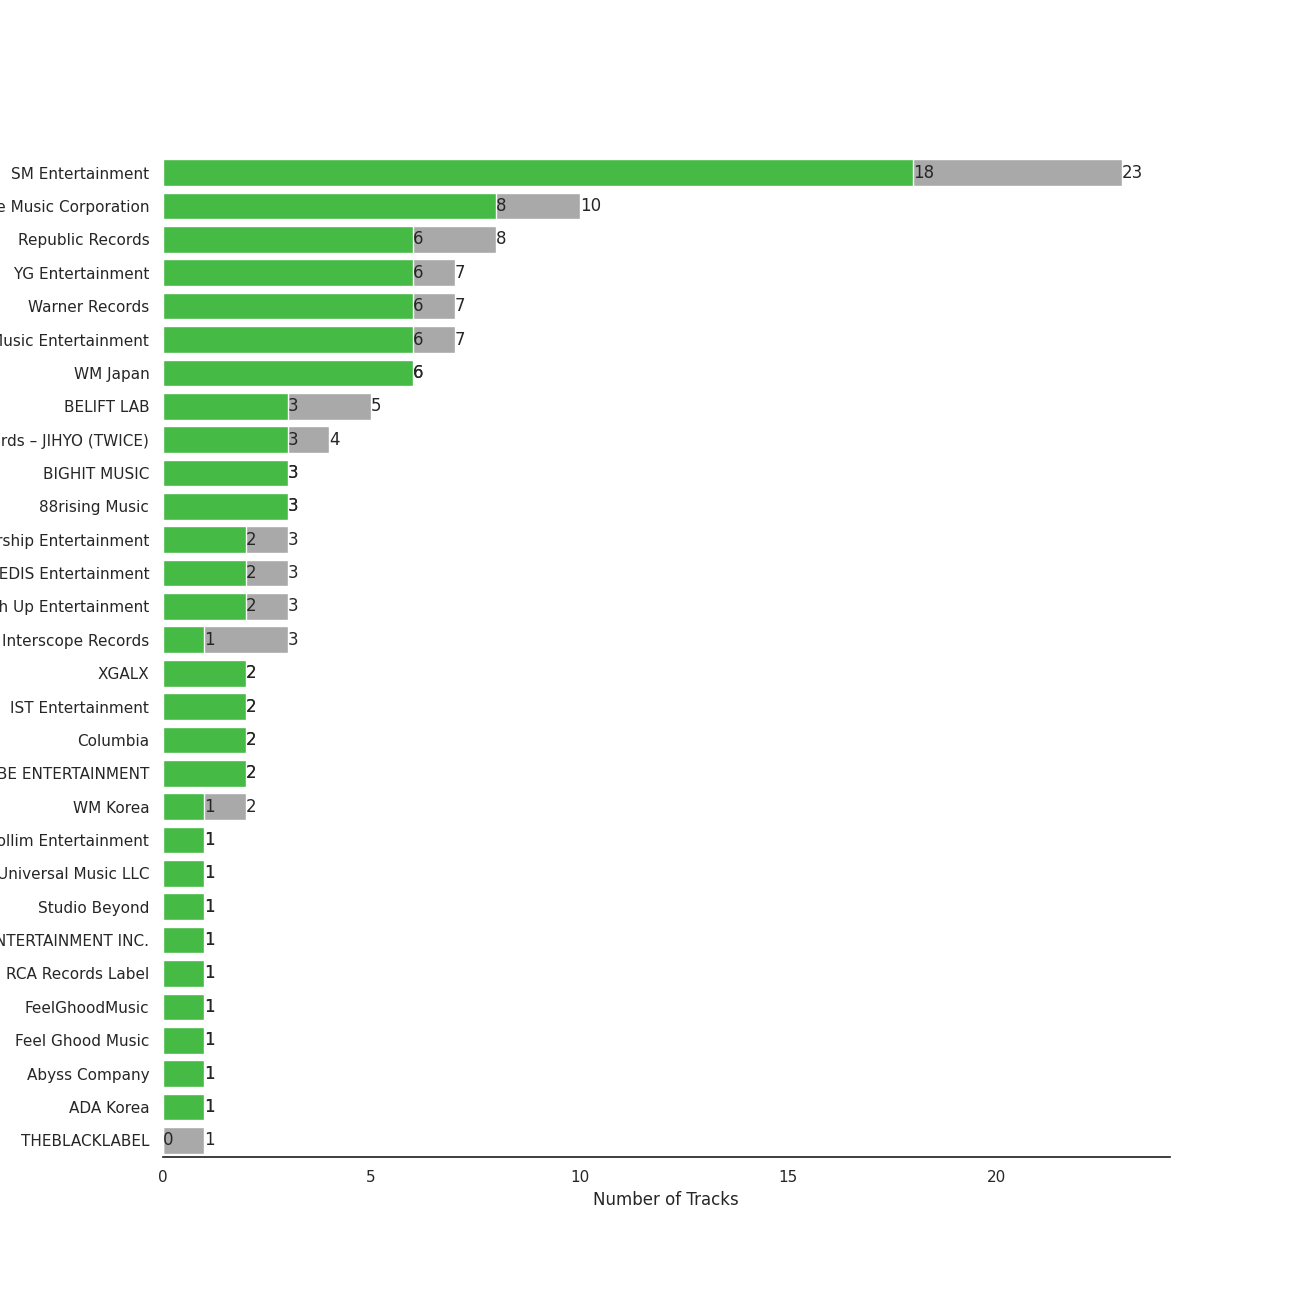 SM Entertainment 18 23
e Music Corporation 8 10
Republic Records 6 8
YG Entertainment 6 7
Warner Records 6 7
Music Entertainment 6 7
WM Japan 6
BELIFT LAB 3 5
rds – JIHYO (TWICE) 3 4
BIGHIT MUSIC 3
88rising Music 3
rship Entertainment 2 3
EDIS Entertainment 2 3
h Up Entertainment 2 3
Interscope Records 1 3
XGALX 2
IST Entertainment 2
Columbia 2
BE ENTERTAINMENT 2
WM Korea 1 2
ollim Entertainment 1
Universal Music LLC 1
Studio Beyond 1
NTERTAINMENT INC. 1
RCA Records Label 1
FeelGhoodMusic 1
Feel Ghood Music 1
Abyss Company 1
ADA Korea 1
THEBLACKLABEL 0 1
0 5 10 15 20
Number of Tracks